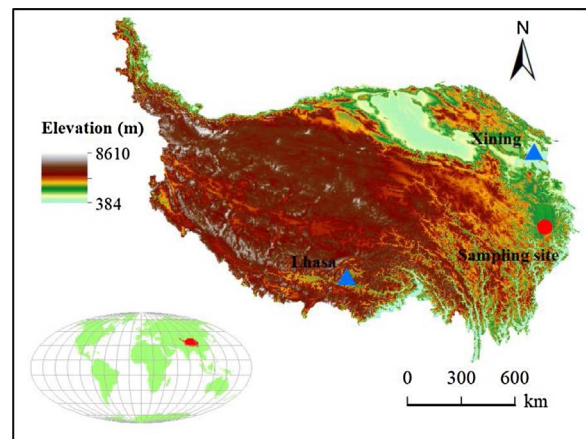 N
Elevation (m)
8610
384
Xining
Sampling site
Lhasa
0 300 600
km